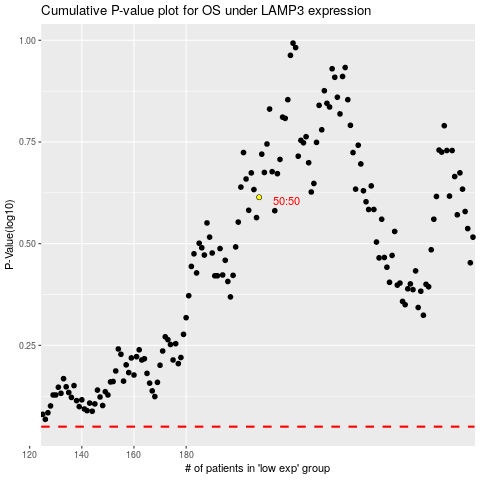 Cumulative P-value plot for OS under LAMP3 expression
P-Value(log10)
1.00
0.75
0.50
0.25
50:50
120 140 160 180
# of patients in 'low exp' group